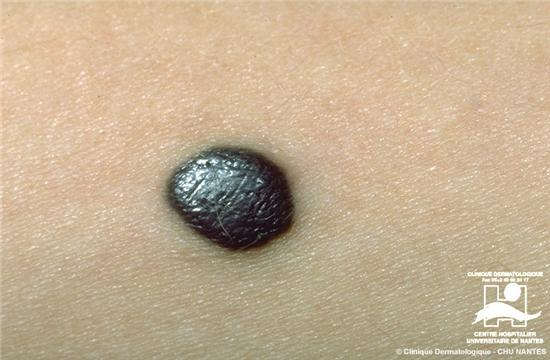 CLINIQUE DERMATOLOGIQUE
CENTRE HOSPITALIER
UNIVERSITAIRE DE NANTES
© Clinique Dermatologique - CHU NANTES